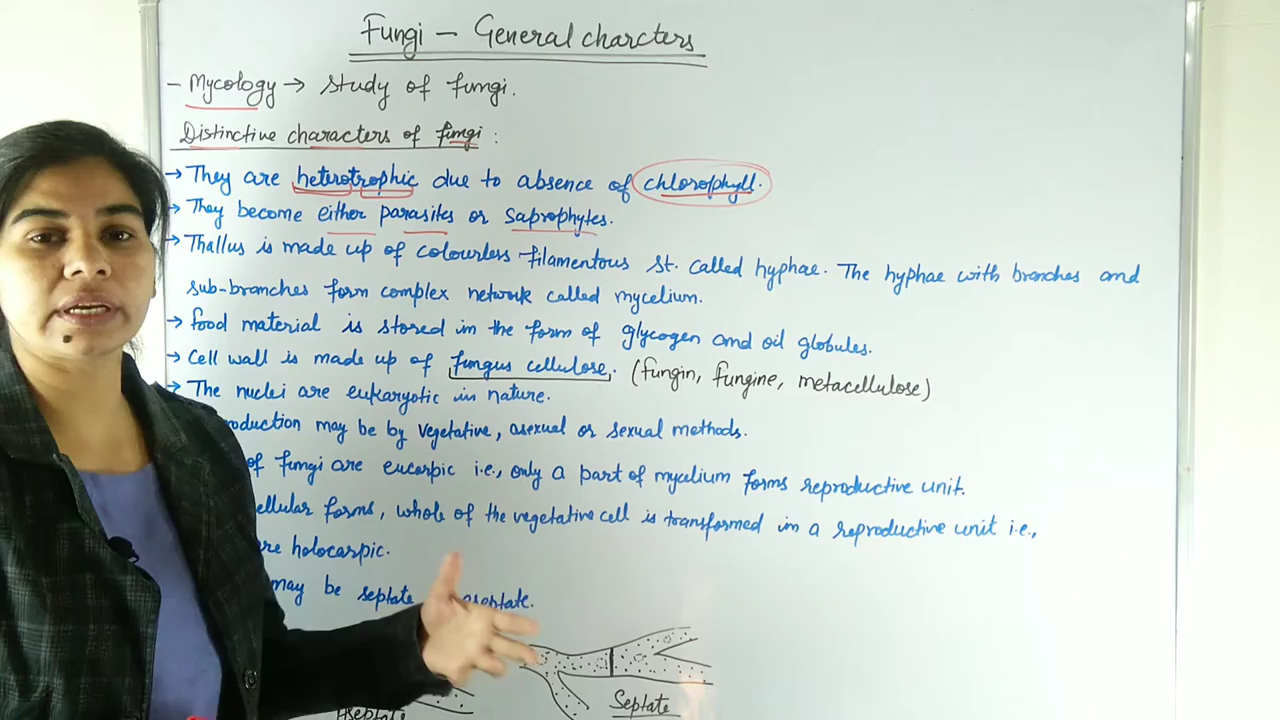 Fungi – General charcters
– Mycology → study of fungi.
Distinctive characters of fungi :
→ They are heterotrophic due to absence of chlorophyll.
→ They become either parasites or saprophytes.
→ Thallus is made up of colourless filamentous st. called hyphae. The hyphae with branches and
sub-branches form complex network called mycelium.
→ food material is stored in the form of glycogen and oil globules.
→ Cell wall is made up of fungus cellulose. (fungin, fungine, metacellulose)
→ The nuclei are eukaryotic in nature.
production may be by vegetative, asexual or sexual methods.
of fungi are eucarpic i.e., only a part of mycelium forms reproductive unit.
forms, whole of the vegetative cell is transformed in a reproductive unit i.e.,
holocarpic.
may be septate aseptate.
Aseptate
Septate